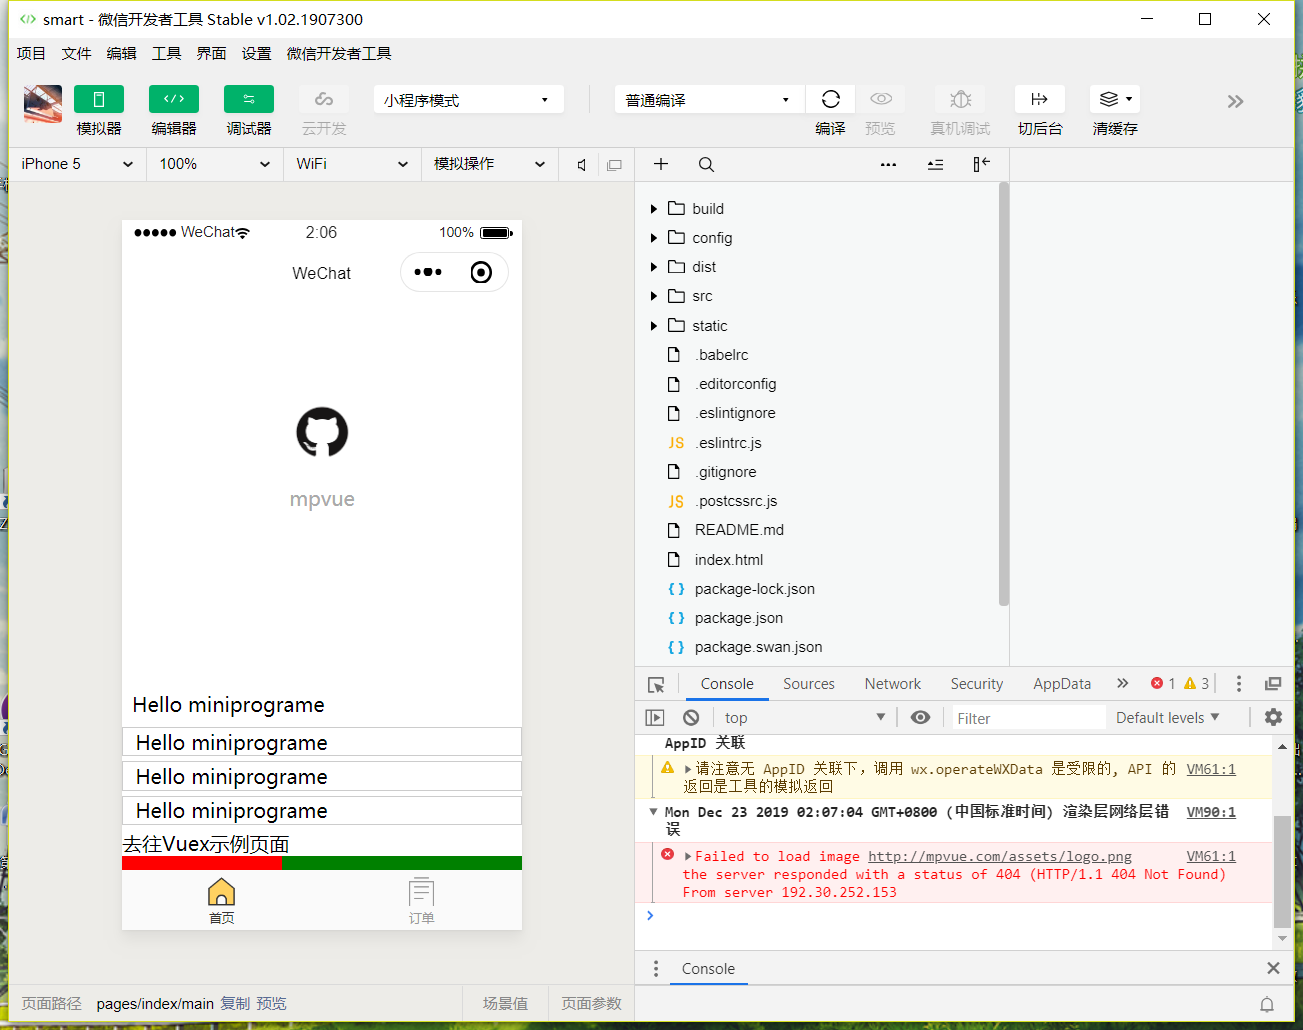 smart - 微信开发者工具 Stable v1.02.1907300
项目 文件 编辑 工具 界面 设置 微信开发者工具
小程序模式 普通编译
模拟器 编辑器 调试器 云开发 编译 预览 真机调试 切后台 清缓存
iPhone 5 100% WiFi 模拟操作
WeChat 2:06 100%
WeChat
mpvue
Hello miniprograme
Hello miniprograme
Hello miniprograme
Hello miniprograme
去往Vuex示例页面
首页 订单
页面路径 pages/index/main 复制 预览 场景值 页面参数
build
config
dist
src
static
.babelrc
.editorconfig
.eslintignore
JS .eslintrc.js
.gitignore
JS .postcssrc.js
README.md
index.html
{ } package-lock.json
{ } package.json
{ } package.swan.json
Console Sources Network Security AppData 1 3
top Filter Default levels
AppID 关联
请注意无 AppID 关联下，调用 wx.operateWXData 是受限的, API 的 VM61:1
返回是工具的模拟返回
Mon Dec 23 2019 02:07:04 GMT+0800 (中国标准时间) 渲染层网络层错 VM90:1
误
Failed to load image http://mpvue.com/assets/logo.png VM61:1
the server responded with a status of 404 (HTTP/1.1 404 Not Found)
From server 192.30.252.153
Console